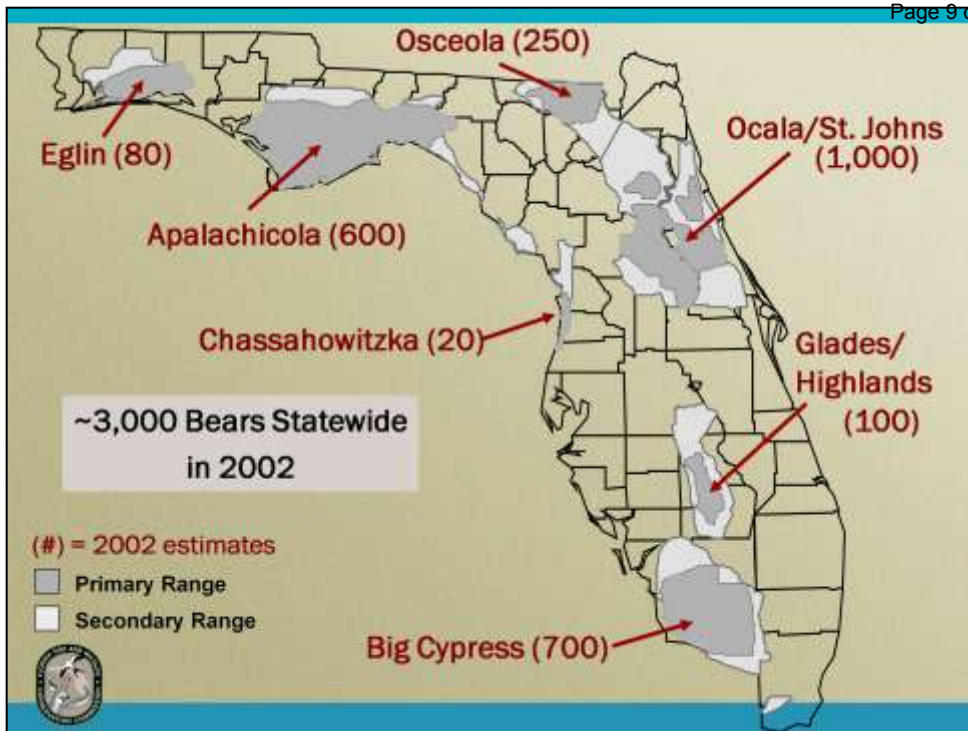 Page 9 o
Osceola (250)
Ocala/St. Johns
(1,000)
Eglin (80)
Apalachicola (600)
Chassahowitzka (20)
Glades/
Highlands
(100)
~3,000 Bears Statewide
in 2002
(#) = 2002 estimates
Primary Range
Secondary Range
Big Cypress (700)